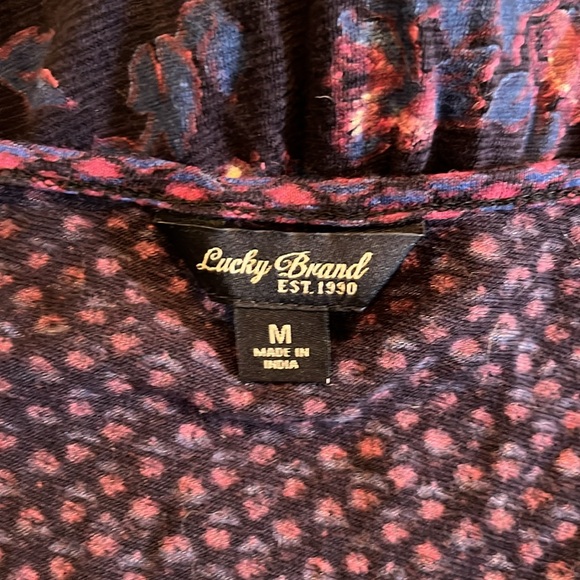 Lucky Brand
EST. 1990
M
MADE IN
INDIA